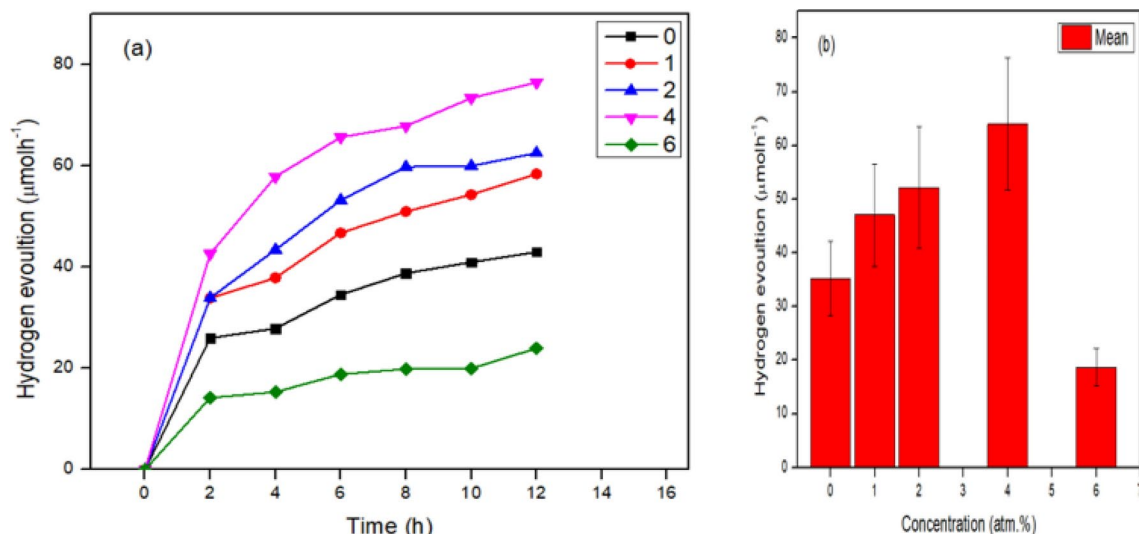 (a)
0
1
2
4
6
80
60
40
20
0
Hydrogen evoultion (μmolh⁻¹)
0 2 4 6 8 10 12 14 16
Time (h)
(b)
Mean
80
70
60
50
40
30
20
10
0
Hydrogen evoultion (μmolh⁻¹)
0 1 2 3 4 5 6 7
Concentration (atm.%)